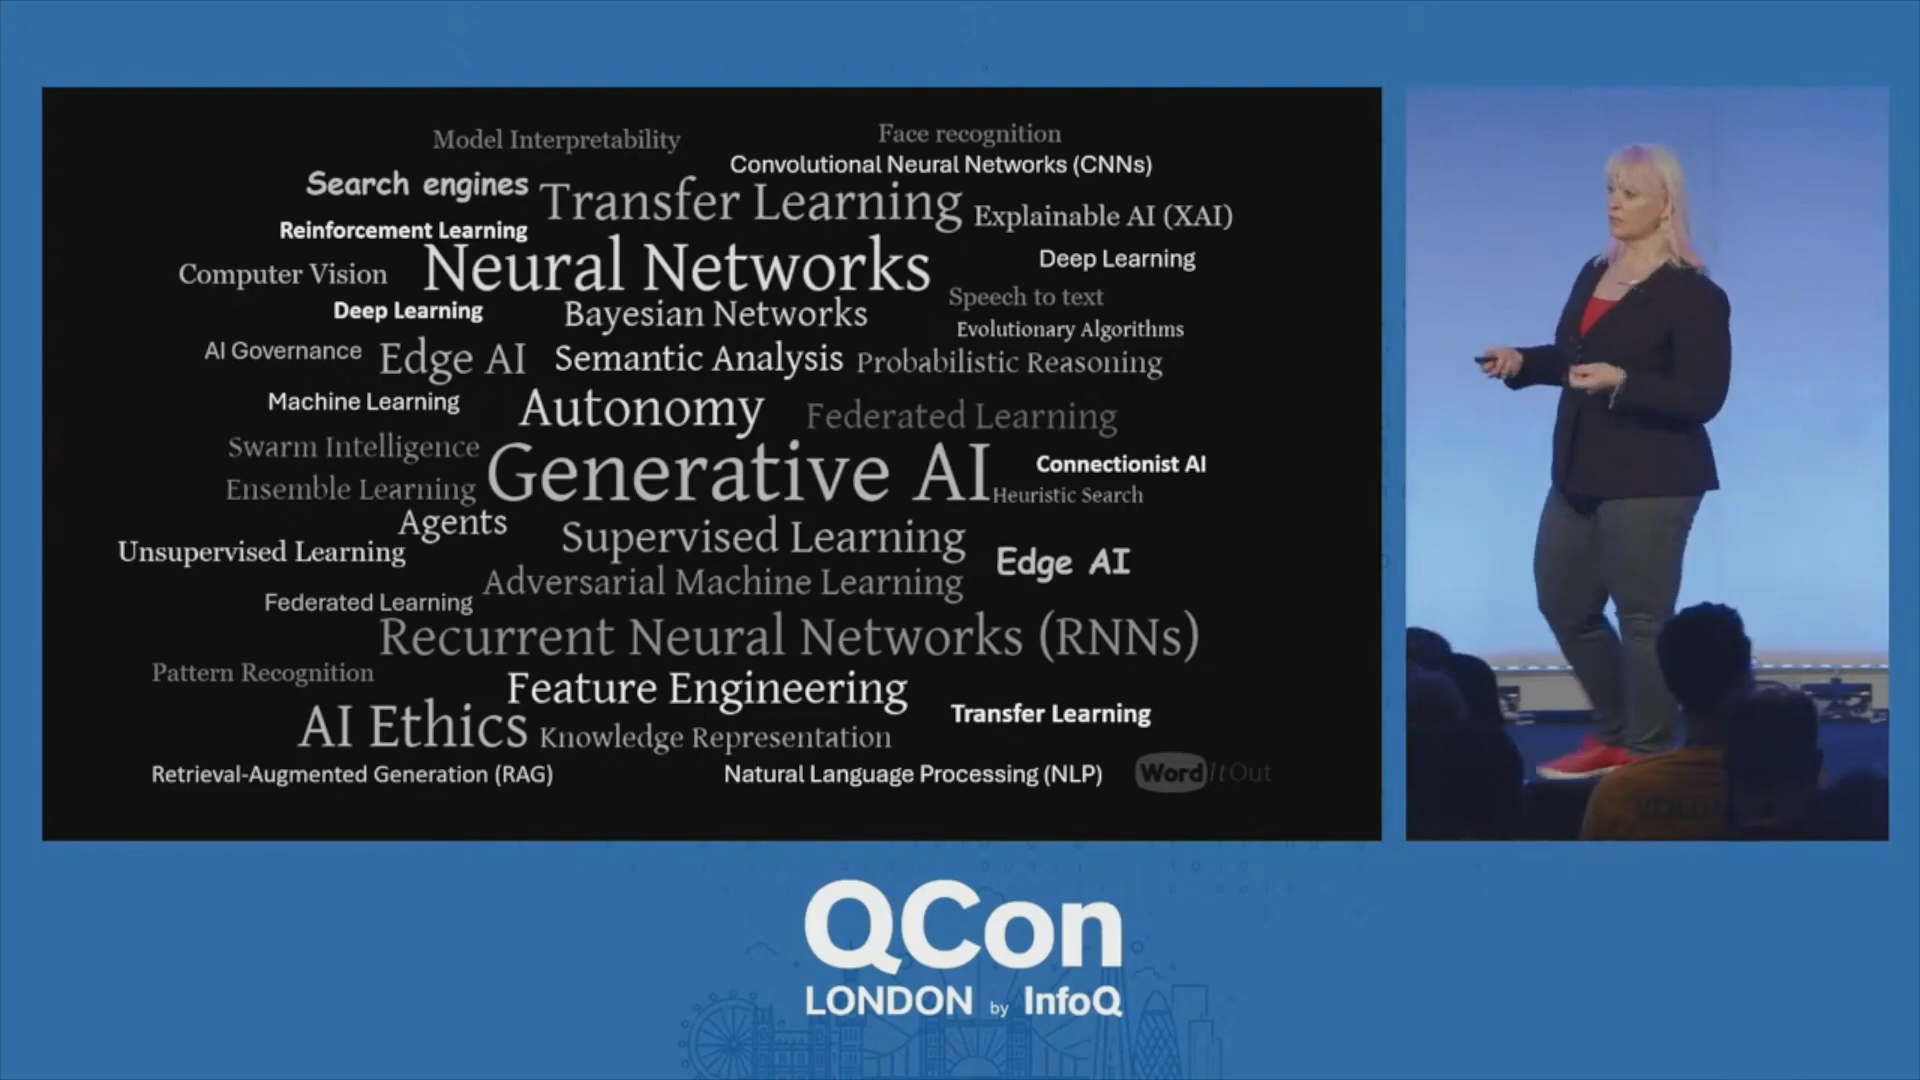 Model Interpretability
Face recognition
Convolutional Neural Networks (CNNs)
Search engines
Transfer Learning
Explainable AI (XAI)
Reinforcement Learning
Neural Networks
Deep Learning
Computer Vision
Speech to text
Deep Learning
Bayesian Networks
Evolutionary Algorithms
AI Governance
Edge AI
Semantic Analysis
Probabilistic Reasoning
Machine Learning
Autonomy
Federated Learning
Swarm Intelligence
Generative AI
Connectionist AI
Ensemble Learning
Heuristic Search
Agents
Supervised Learning
Unsupervised Learning
Edge AI
Adversarial Machine Learning
Federated Learning
Recurrent Neural Networks (RNNs)
Pattern Recognition
Feature Engineering
Transfer Learning
AI Ethics
Knowledge Representation
Retrieval-Augmented Generation (RAG)
Natural Language Processing (NLP)
WordItOut
QCon
LONDON by InfoQ